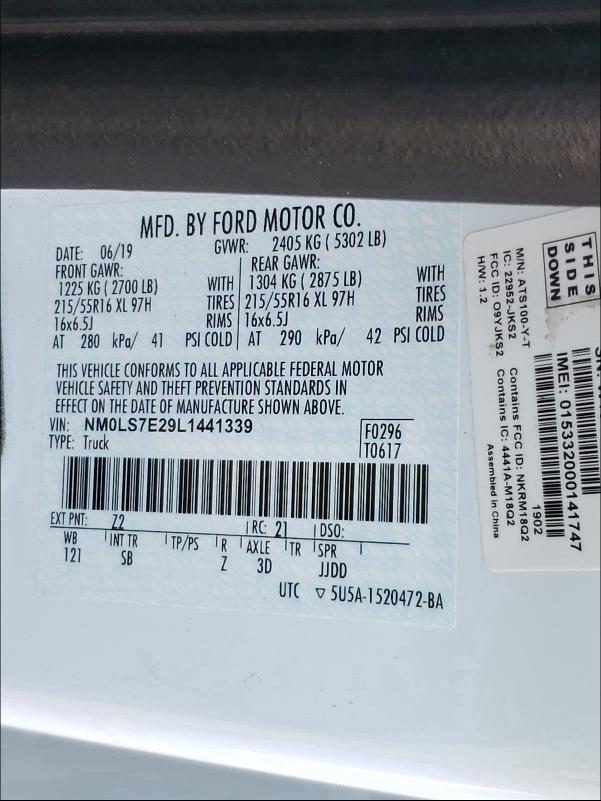 MFD. BY FORD MOTOR CO.
DATE: 06/19 GVWR: 2405 KG ( 5302 LB)
FRONT GAWR: REAR GAWR:
1225 KG ( 2700 LB) WITH 1304 KG ( 2875 LB) WITH
215/55R16 XL 97H TIRES 215/55R16 XL 97H TIRES
16x6.5J RIMS 16x6.5J RIMS
AT 280 kPa/ 41 PSI COLD AT 290 kPa/ 42 PSI COLD
THIS VEHICLE CONFORMS TO ALL APPLICABLE FEDERAL MOTOR
VEHICLE SAFETY AND THEFT PREVENTION STANDARDS IN
EFFECT ON THE DATE OF MANUFACTURE SHOWN ABOVE.
VIN: NM0LS7E29L1441339 F0296
TYPE: Truck T0617
EXT PNT: Z2 RC: 21 DSO:
WB INT TR TP/PS R AXLE TR SPR
121 SB Z 3D JJDD
UTC ▽ 5U5A-1520472-BA
THIS
SIDE
DOWN
M/N: ATS100-Y-T
IC: 22952-JKS2
FCC ID: O9YJKS2
H/W: 1.2
Contains FCC ID: NKRM18Q2
Contains IC: 4441A-M18Q2
IMEI: 015332000141747
1902
Assembled in China